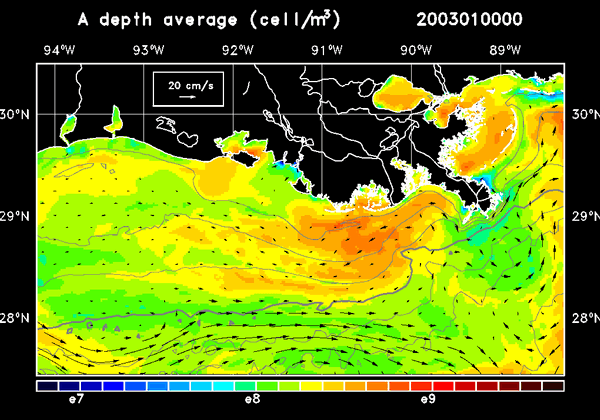 A depth average (cell/m³) 2003010000
94°W 93°W 92°W 91°W 90°W 89°W
20 cm/s
30°N 30°N
29°N 29°N
28°N 28°N
e7 e8 e9